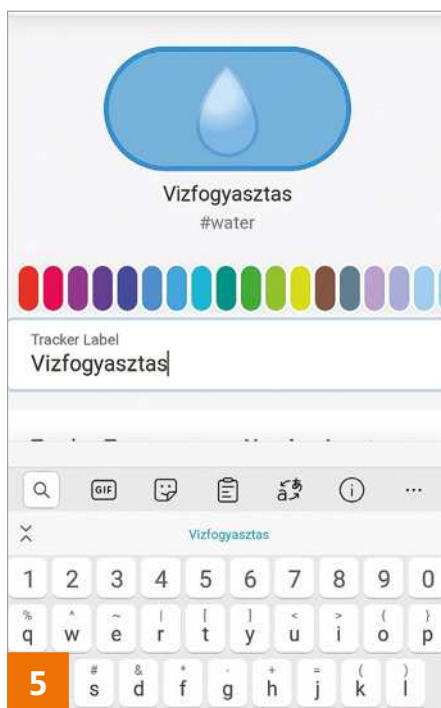 Vizfogyasztas
#water
Tracker Label
Vizfogyasztas
GIF
Vizfogyasztas
1 2 3 4 5 6 7 8 9 0
% ^ ~ | [ ] < > { }
q w e r t y u i o p
# & * - + = ( )
s d f g h j k l
5